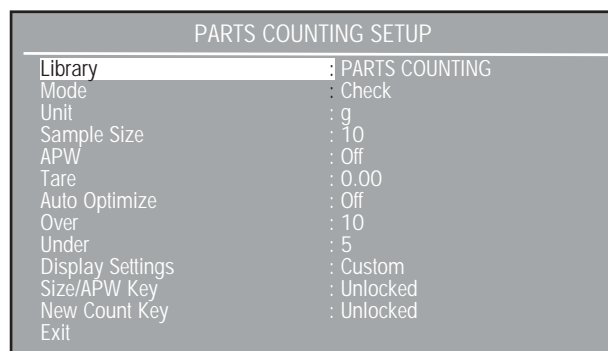 PARTS COUNTING SETUP
Library : PARTS COUNTING
Mode : Check
Unit : g
Sample Size : 10
APW : Off
Tare : 0.00
Auto Optimize : Off
Over : 10
Under : 5
Display Settings : Custom
Size/APW Key : Unlocked
New Count Key : Unlocked
Exit